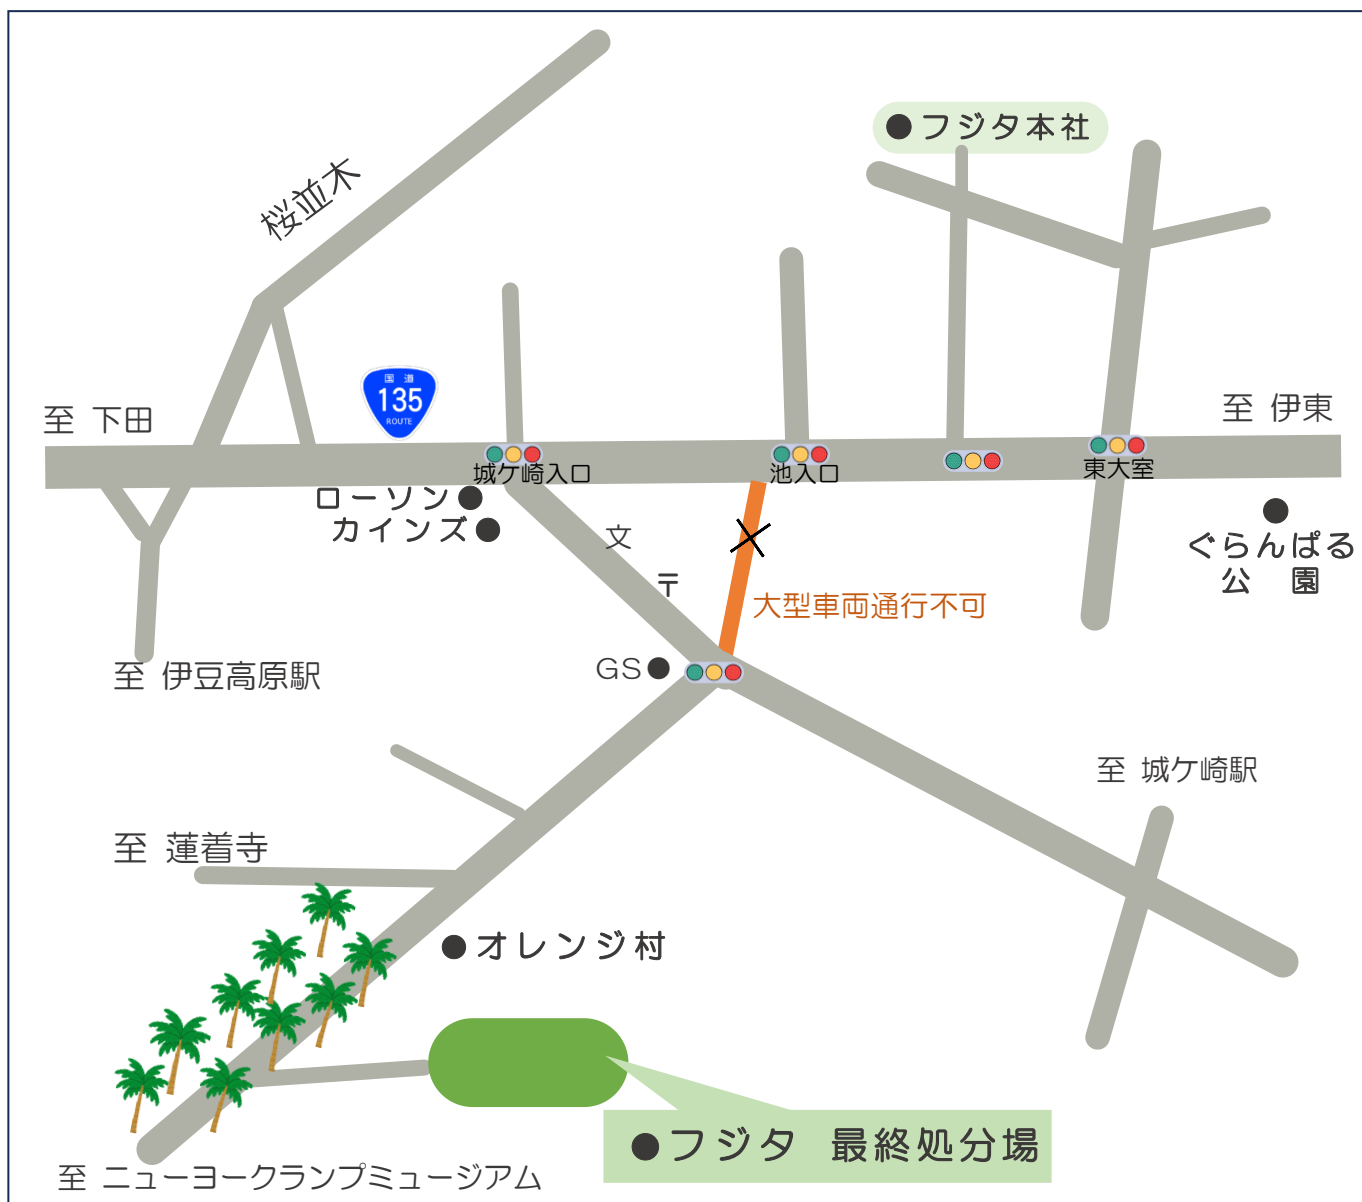 フジタ本社
桜並木
国 道
135
ROUTE
至 下田
至 伊東
城ケ崎入口
池入口
東大室
ローソン
カインズ
文
〒
ぐらんぱる
公 園
大型車両通行不可
GS
至 伊豆高原駅
至 城ケ崎駅
至 蓮着寺
オレンジ村
フジタ 最終処分場
至 ニューヨークランプミュージアム